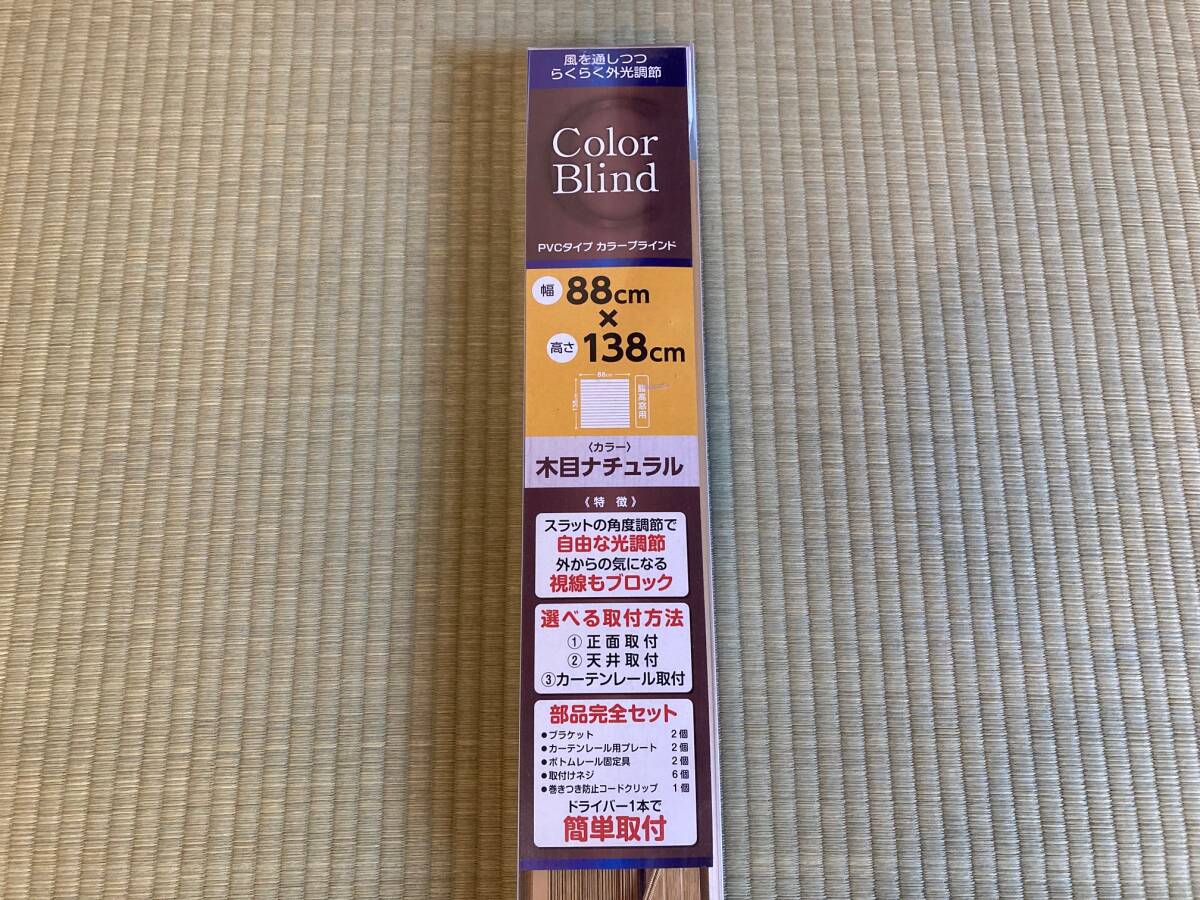 風を通しつつ
らくらく外光調節
Color
Blind
PVCタイプ カラーブラインド
幅 88cm
×
高さ 138cm
88cm
腰高窓用
〈カラー〉
木目ナチュラル
《特徴》
スラットの角度調節で
自由な光調節
外からの気になる
視線もブロック
選べる取付方法
①正面取付
②天井取付
③カーテンレール取付
部品完全セット
●ブラケット 2個
●カーテンレール用プレート 2個
●ボトムレール固定具 2個
●取付けネジ 6個
●巻きつき防止コードクリップ 1個
ドライバー1本で
簡単取付